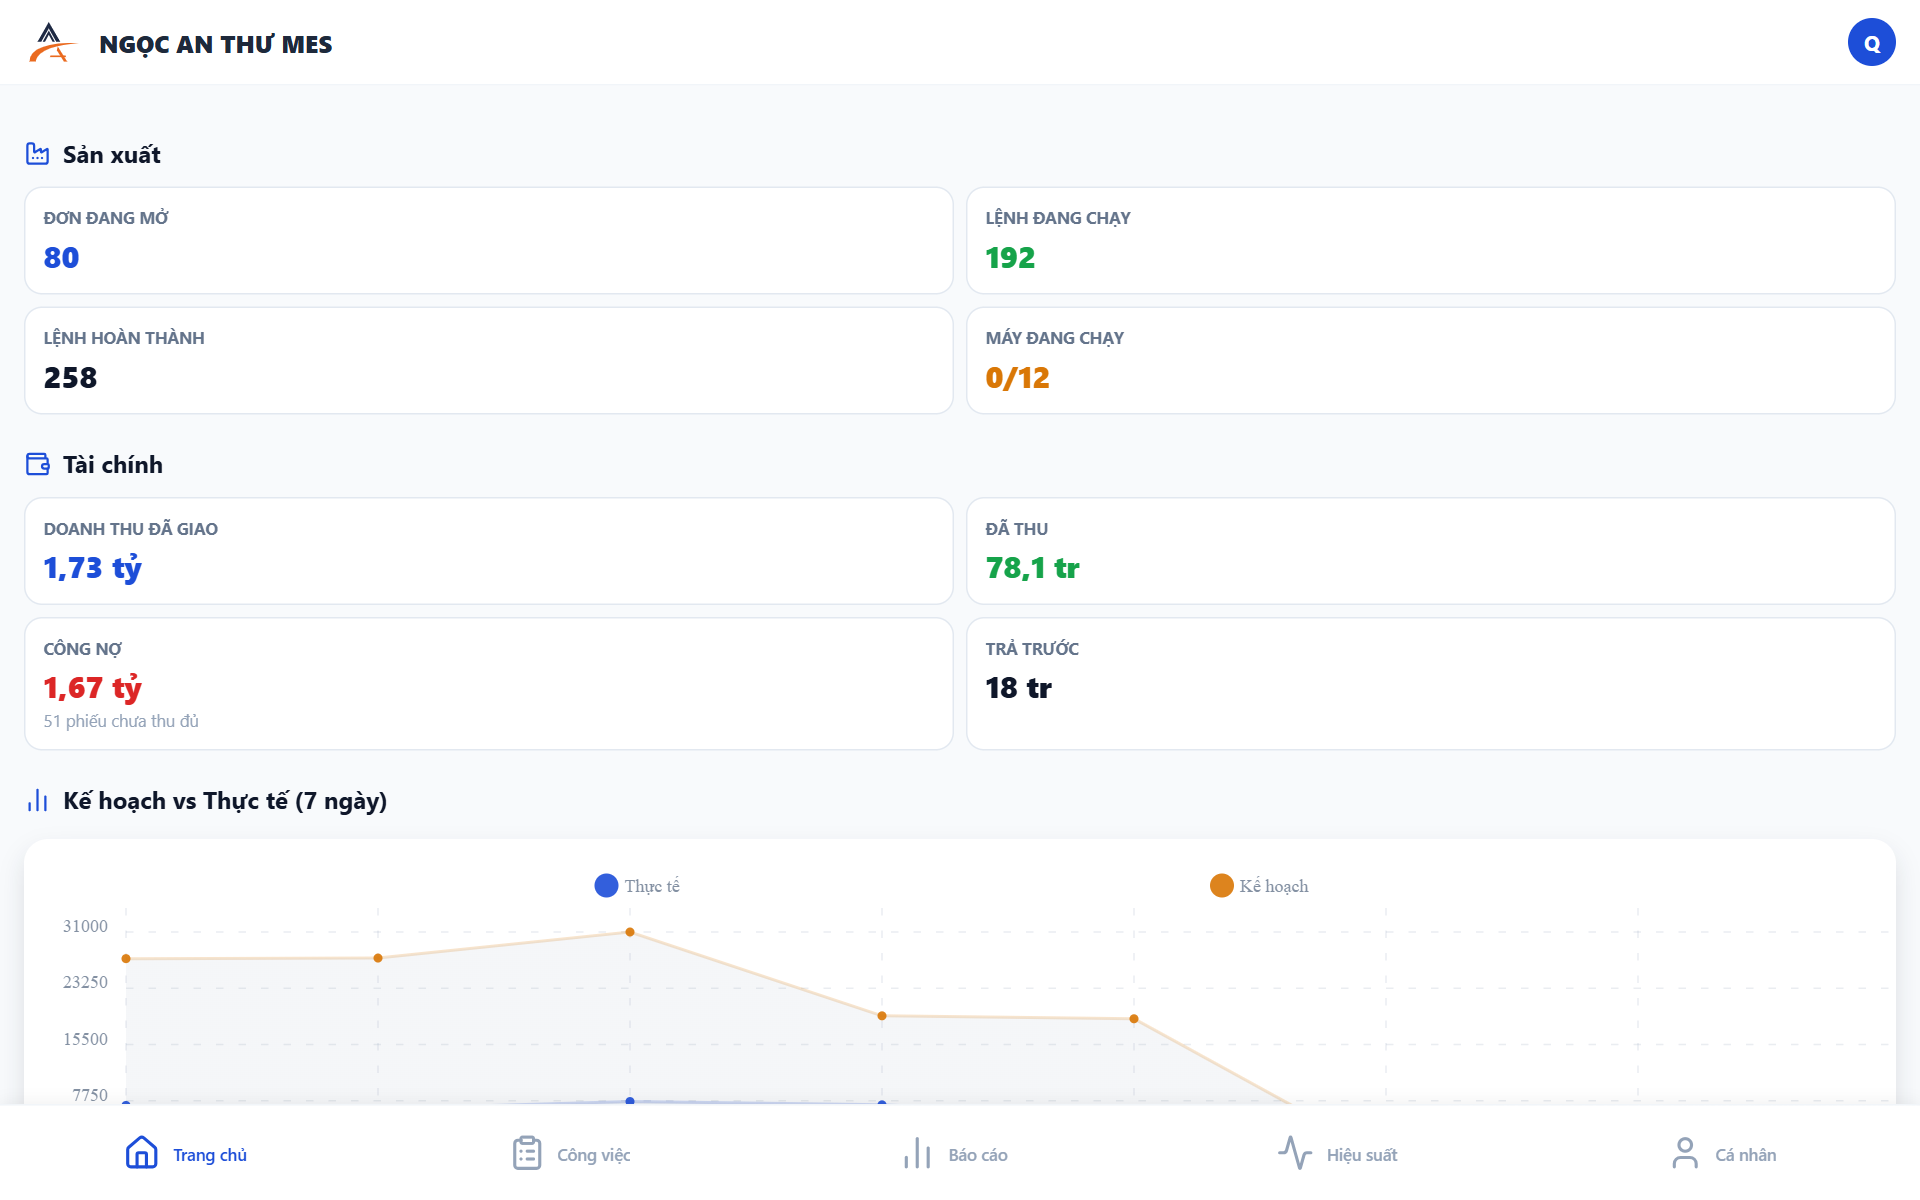 NGỌC AN THƯ MES
Q
Sản xuất
ĐƠN ĐANG MỞ
80
LỆNH ĐANG CHẠY
192
LỆNH HOÀN THÀNH
258
MÁY ĐANG CHẠY
0/12
Tài chính
DOANH THU ĐÃ GIAO
1,73 tỷ
ĐÃ THU
78,1 tr
CÔNG NỢ
1,67 tỷ
51 phiếu chưa thu đủ
TRẢ TRƯỚC
18 tr
Kế hoạch vs Thực tế (7 ngày)
Thực tế
Kế hoạch
31000
23250
15500
7750
Trang chủ
Công việc
Báo cáo
Hiệu suất
Cá nhân